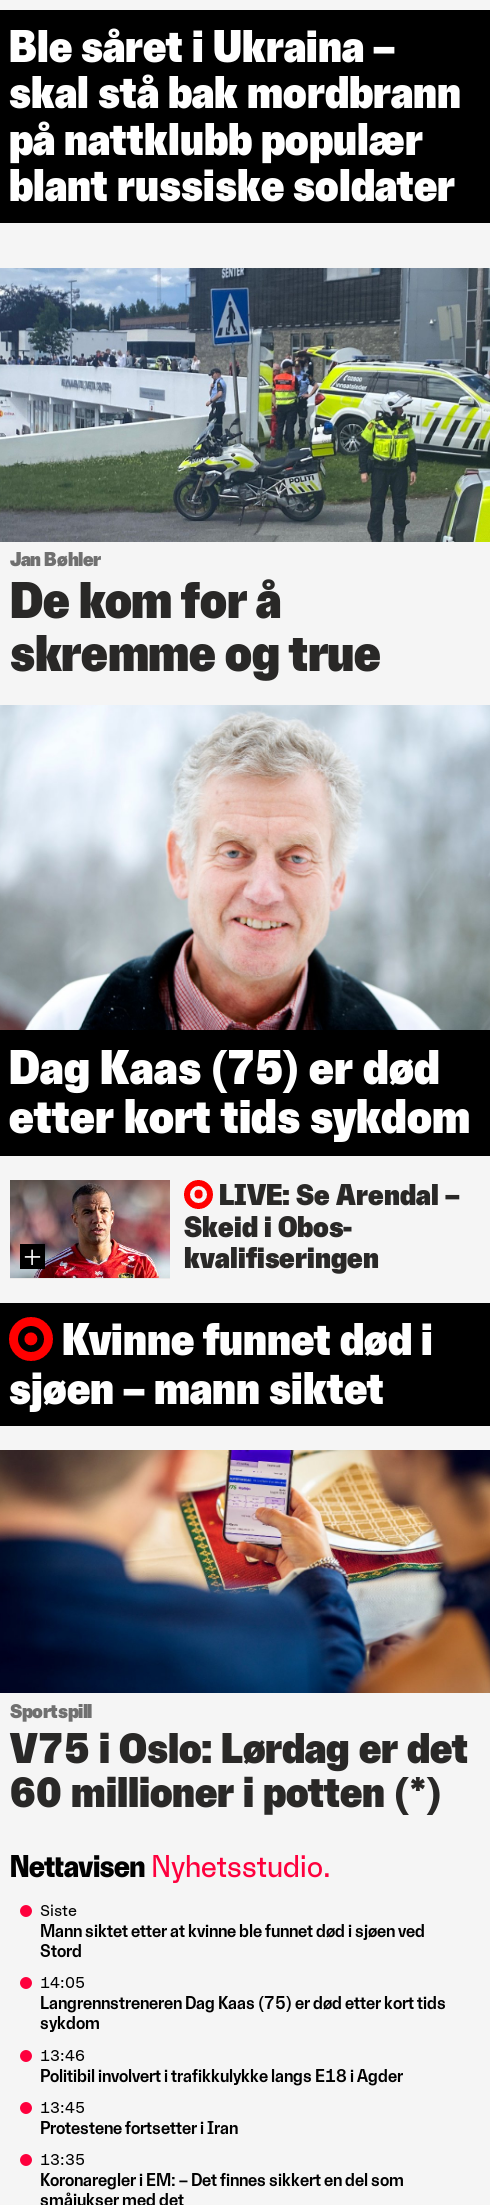 Ble såret i Ukraina –
skal stå bak mordbrann
på nattklubb populær
blant russiske soldater
SENTER
POLITI
Jan Bøhler
De kom for å
skremme og true
Dag Kaas (75) er død
etter kort tids sykdom
LIVE: Se Arendal –
Skeid i Obos-
kvalifiseringen
Kvinne funnet død i
sjøen – mann siktet
Sportspill
V75 i Oslo: Lørdag er det
60 millioner i potten (*)
Nettavisen Nyhetsstudio.
Siste
Mann siktet etter at kvinne ble funnet død i sjøen ved
Stord
14:05
Langrennstreneren Dag Kaas (75) er død etter kort tids
sykdom
13:46
Politibil involvert i trafikkulykke langs E18 i Agder
13:45
Protestene fortsetter i Iran
13:35
Koronaregler i EM: – Det finnes sikkert en del som
småjukser med det